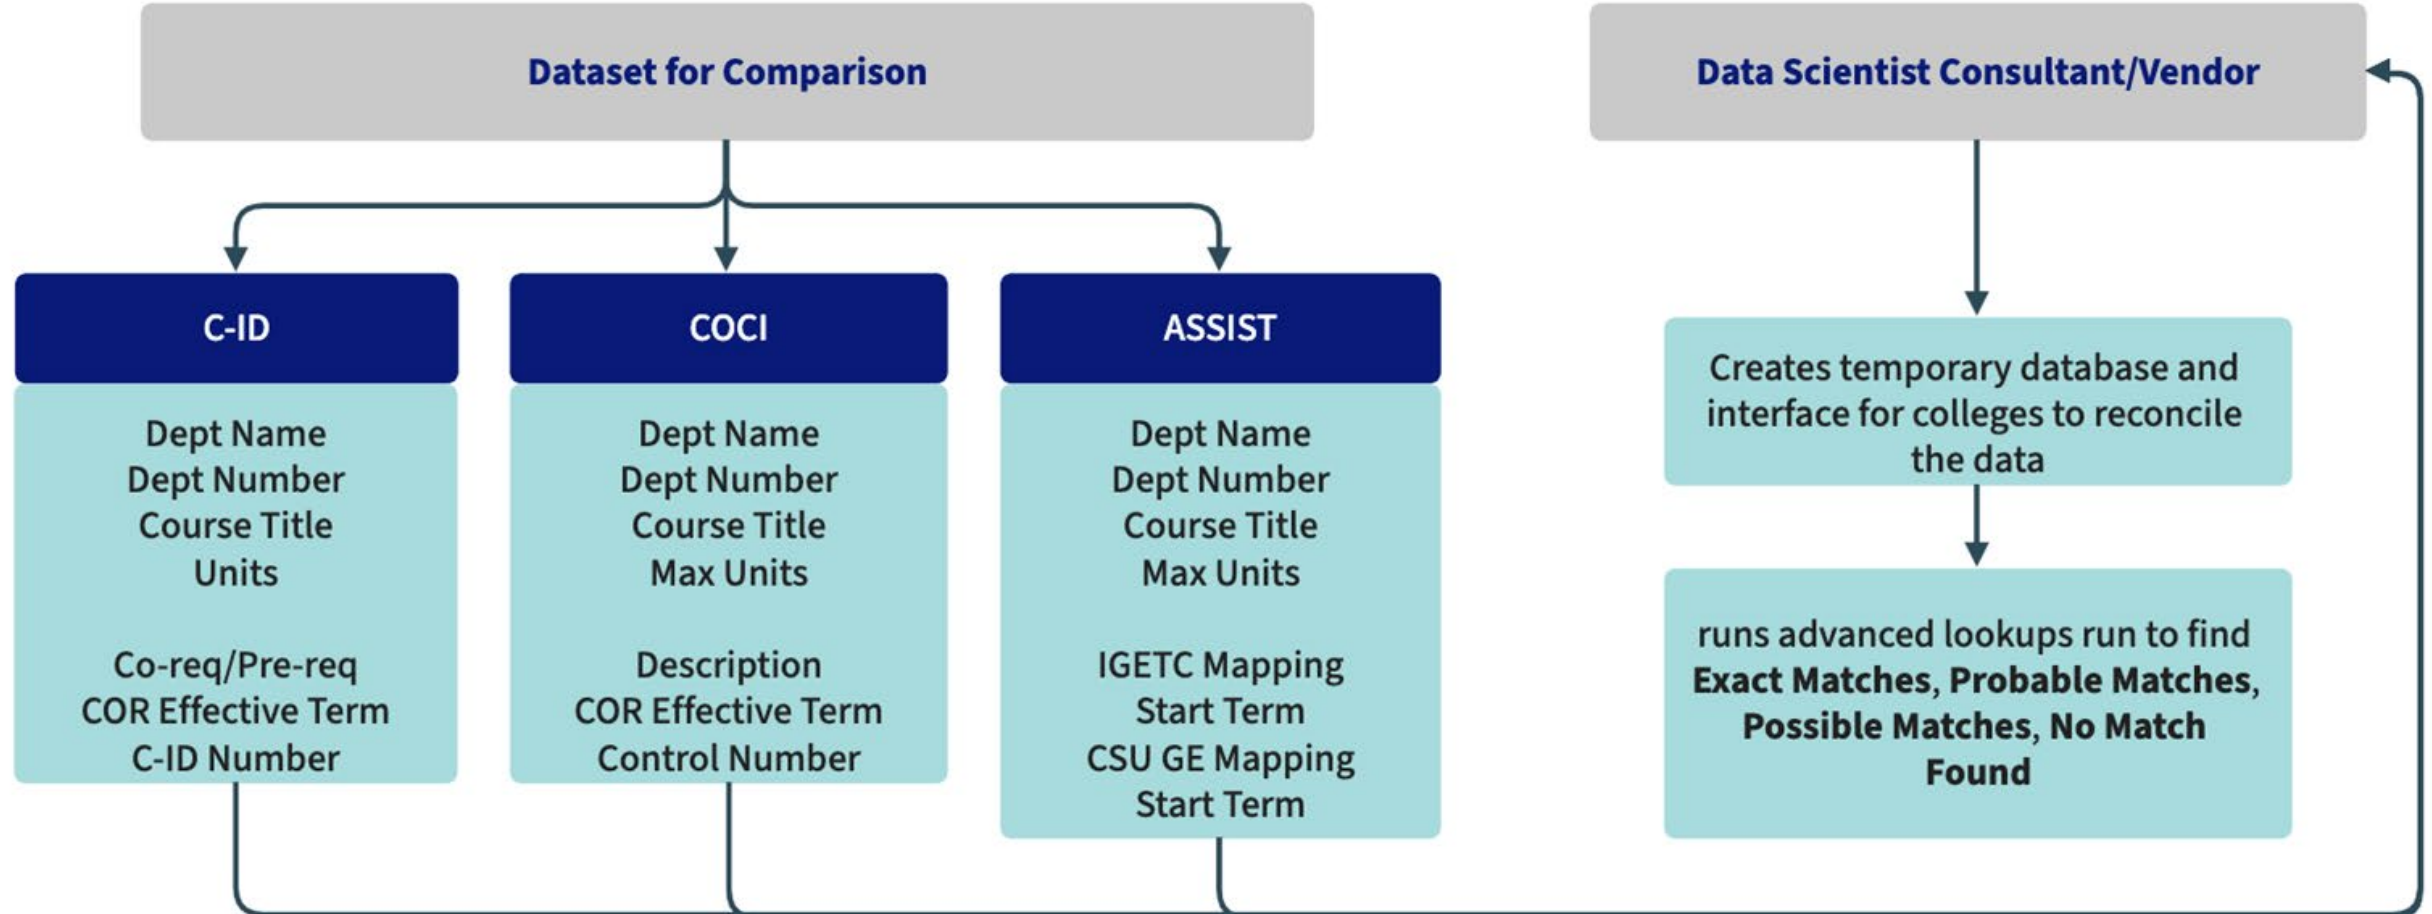 Dataset for Comparison
Data Scientist Consultant/Vendor
C-ID
Dept Name
Dept Number
Course Title
Units
Co-req/Pre-req
COR Effective Term
C-ID Number
COCI
Dept Name
Dept Number
Course Title
Max Units
Description
COR Effective Term
Control Number
ASSIST
Dept Name
Dept Number
Course Title
Max Units
IGETC Mapping
Start Term
CSU GE Mapping
Start Term
Creates temporary database and
interface for colleges to reconcile
the data
runs advanced lookups run to find
Exact Matches, Probable Matches,
Possible Matches, No Match
Found